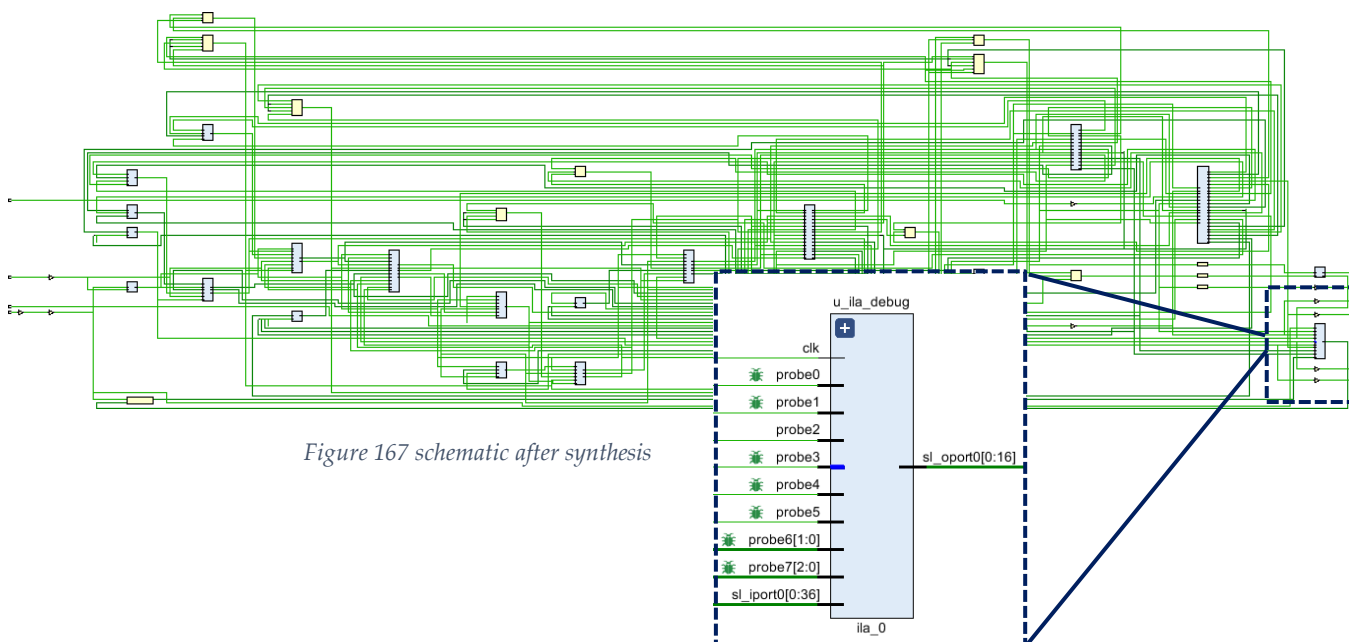 u_ila_debug
clk
probe0
probe1
probe2
probe3
probe4
probe5
probe6[1:0]
probe7[2:0]
sl_iport0[0:36]
sl_oport0[0:16]
ila_0
Figure 167 schematic after synthesis